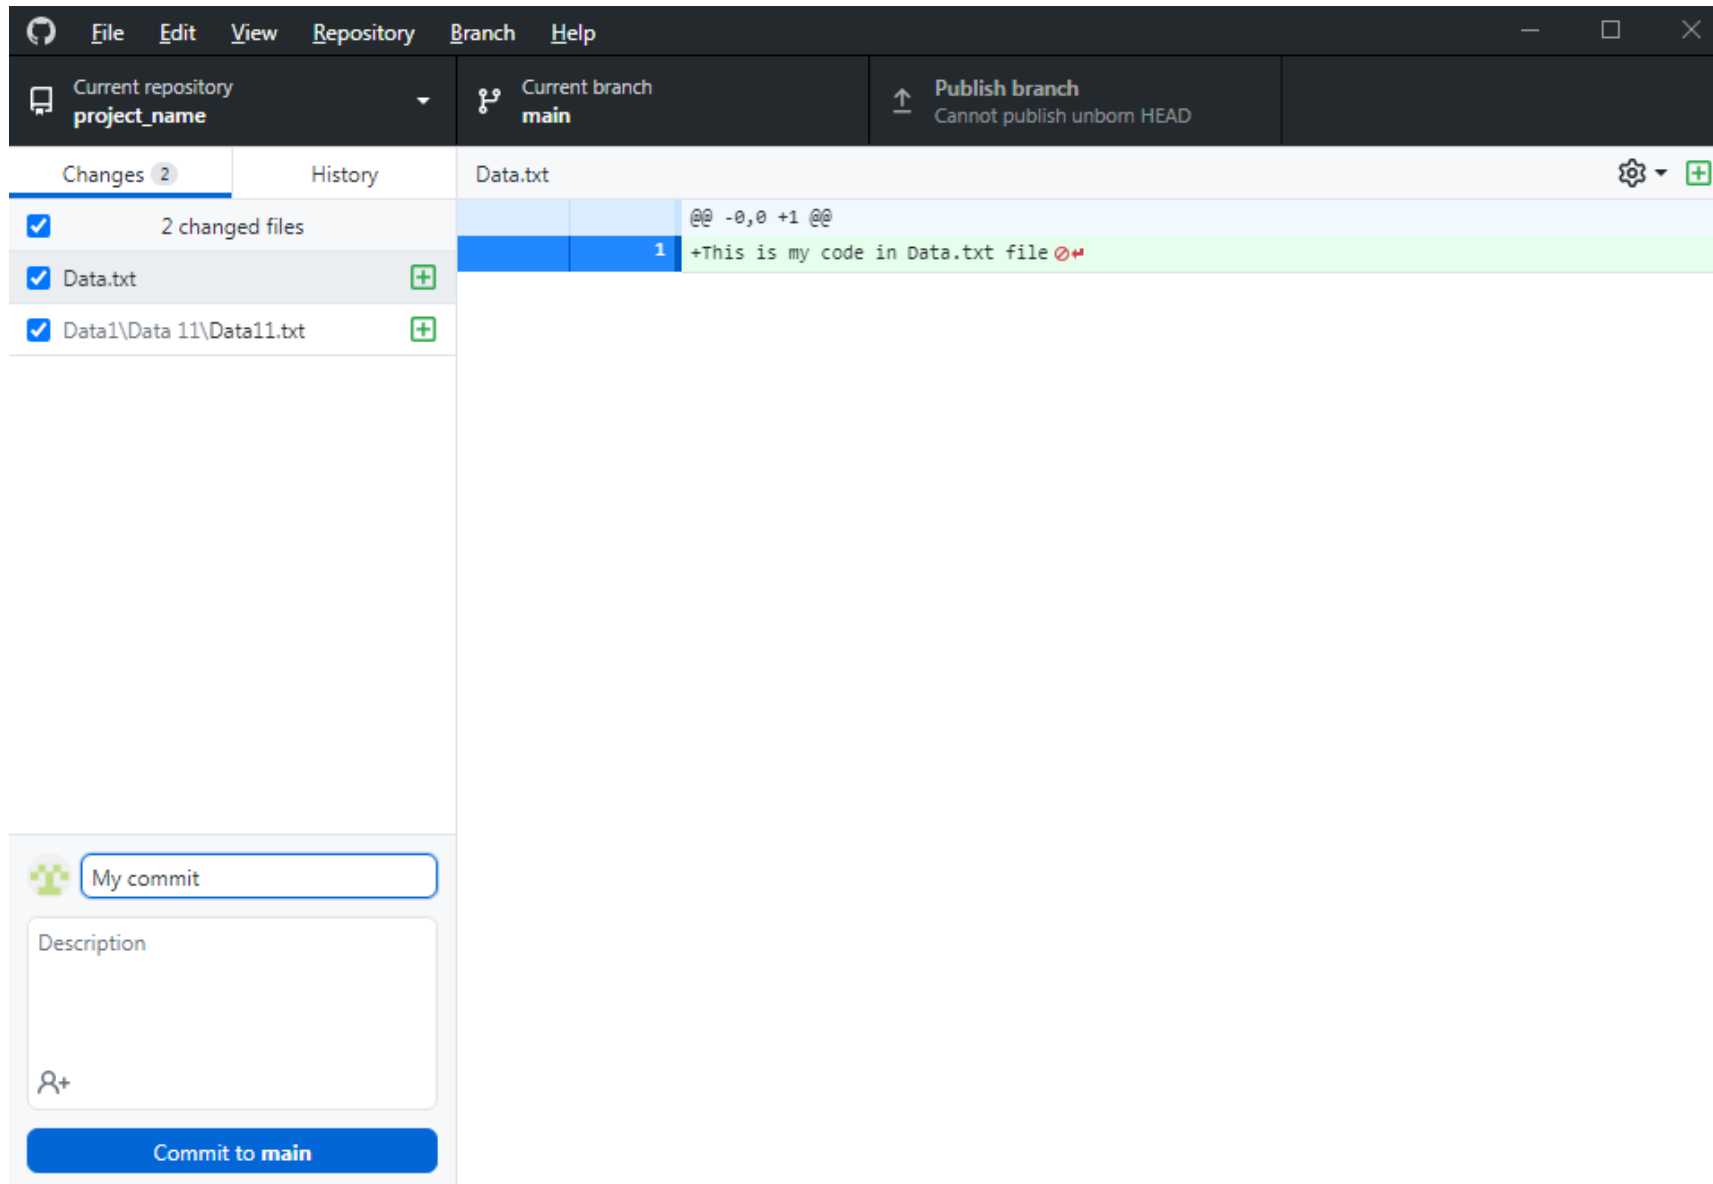 File Edit View Repository Branch Help
Current repository
project_name
Current branch
main
Publish branch
Cannot publish unborn HEAD
Changes 2
History
Data.txt
2 changed files
@@ -0,0 +1 @@
Data.txt
1 +This is my code in Data.txt file
Data1\Data 11\Data11.txt
My commit
Description
Commit to main